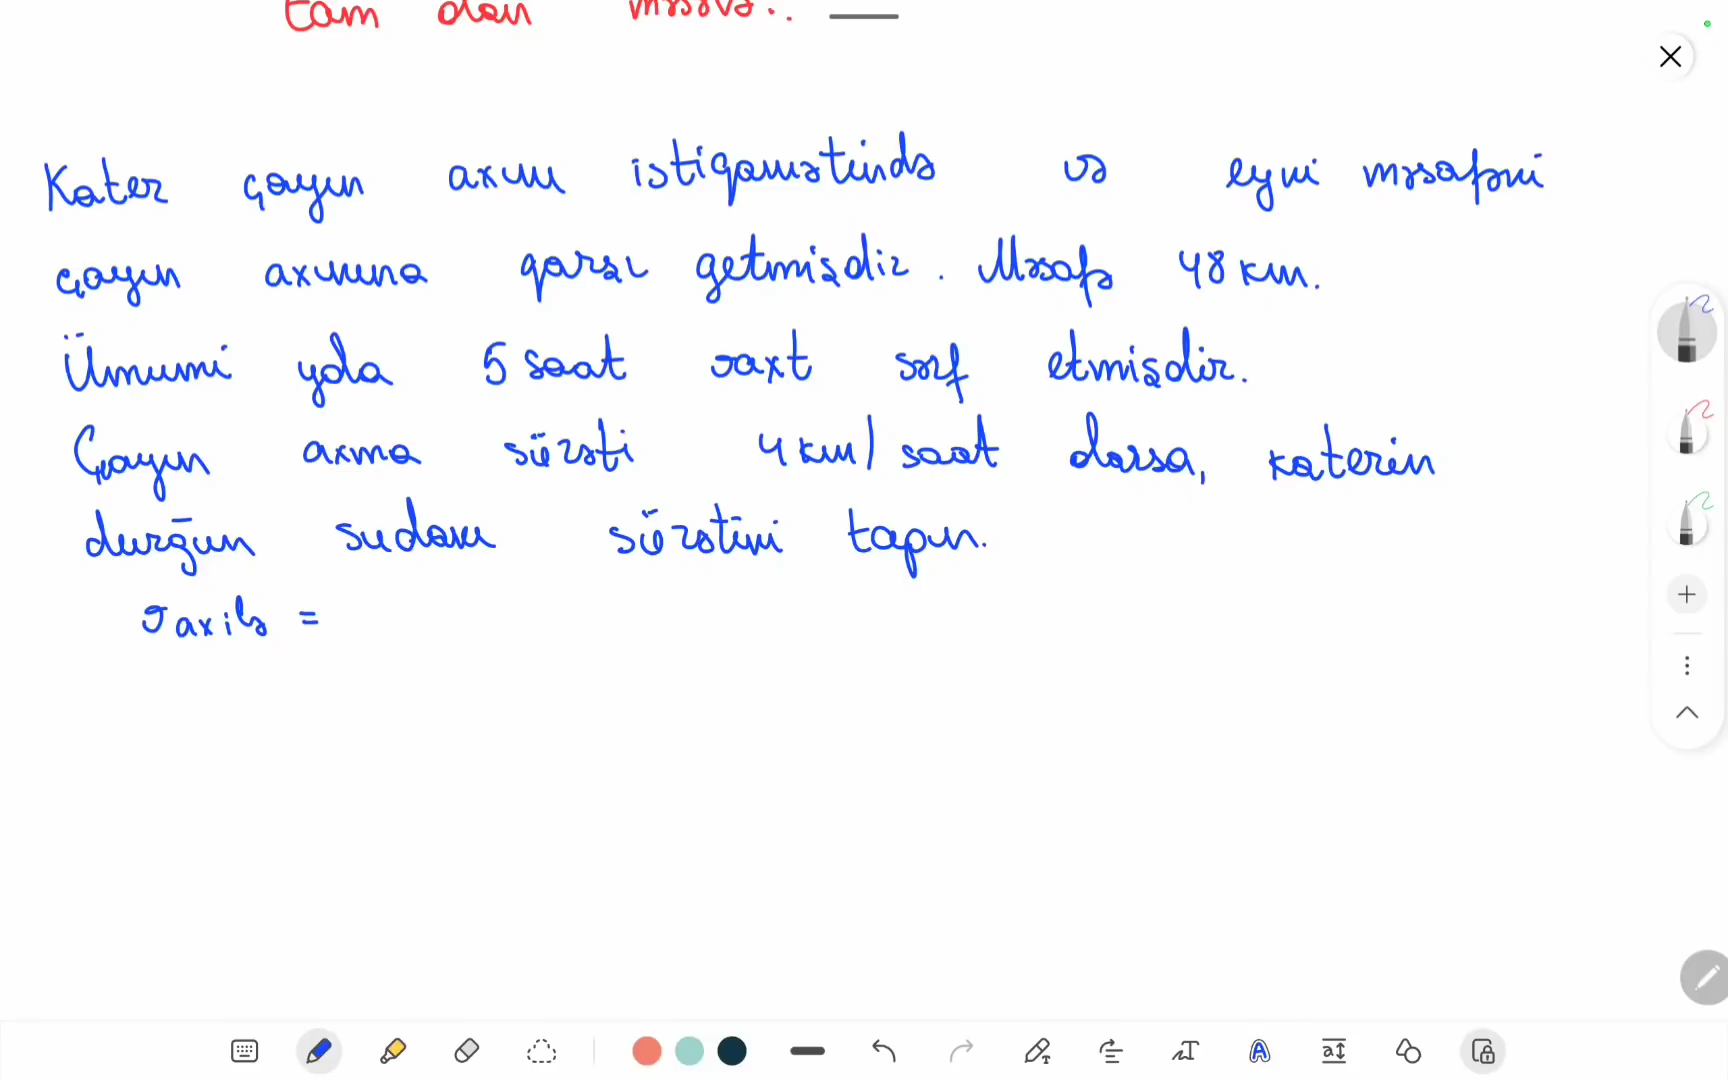 tam olan
Kater çayın axını istiqamətində və eyni məsafəni
çayın axınına qarşı getmişdir. Məsafə 48 km.
Ümumi yola 5 saat vaxt sərf etmişdir.
Çayın axma sürəti 4 km/saat olarsa, katerin
durğun sudakı sürətini tapın.
v axılə =